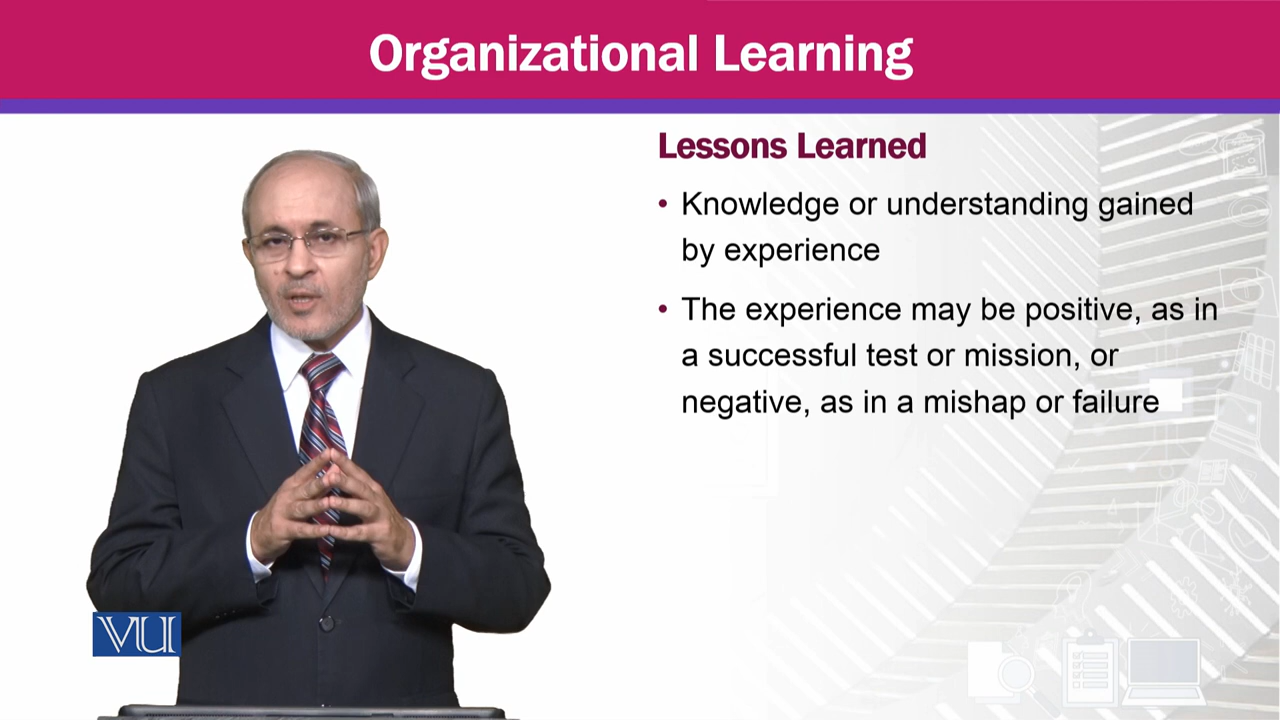 Organizational Learning
Lessons Learned
• Knowledge or understanding gained
by experience
• The experience may be positive, as in
a successful test or mission, or
negative, as in a mishap or failure
VU